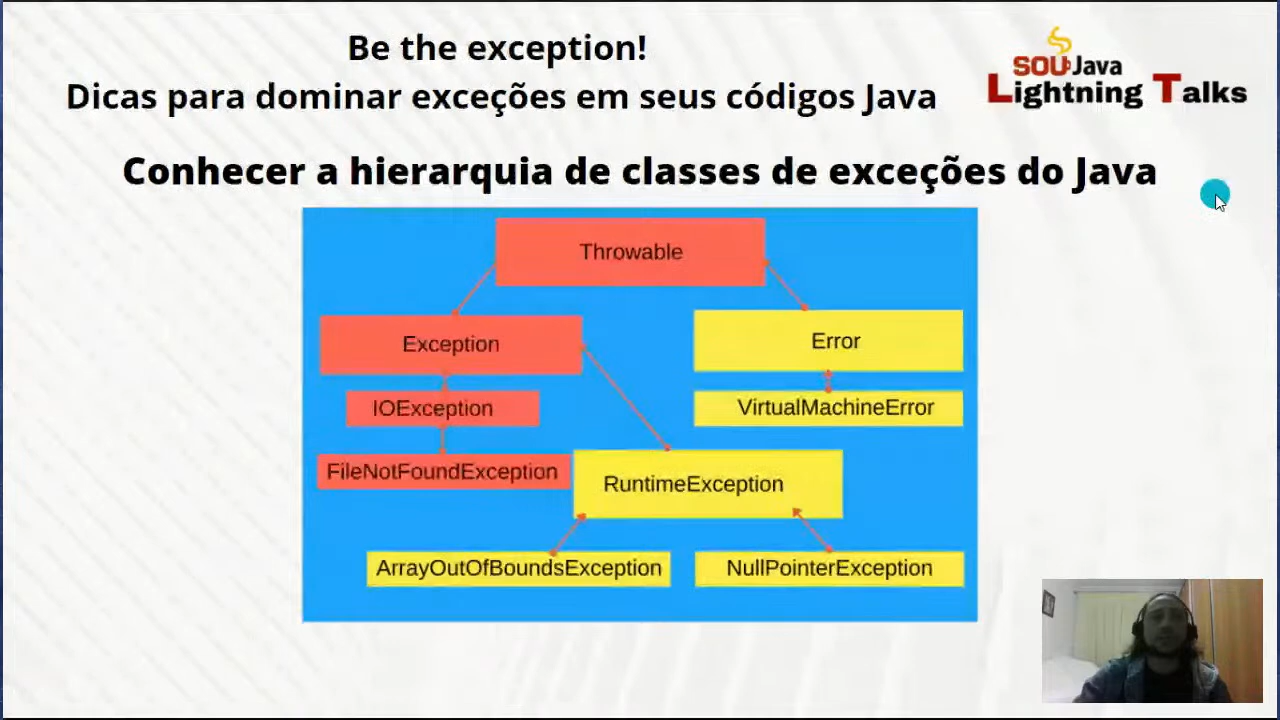 Be the exception!
Dicas para dominar exceções em seus códigos Java
SOUJava
Lightning Talks
Conhecer a hierarquia de classes de exceções do Java
Throwable
Exception
Error
IOException
VirtualMachineError
FileNotFoundException
RuntimeException
ArrayOutOfBoundsException
NullPointerException